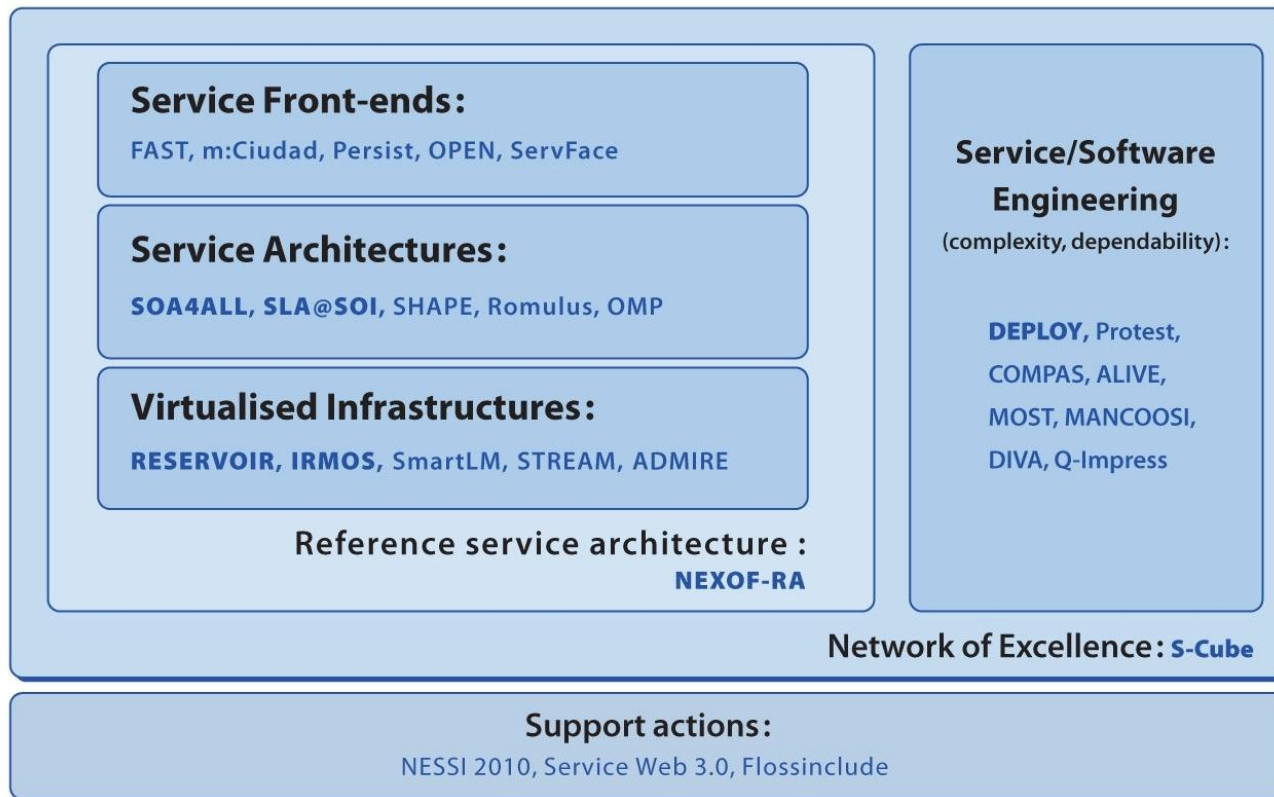 Service Front-ends:
FAST, m:Ciudad, Persist, OPEN, ServFace
Service Architectures:
SOA4ALL, SLA@SOI, SHAPE, Romulus, OMP
Virtualised Infrastructures:
RESERVOIR, IRMOS, SmartLM, STREAM, ADMIRE
Reference service architecture :
NEXOF-RA
Service/Software
Engineering
(complexity, dependability):
DEPLOY, Protest,
COMPAS, ALIVE,
MOST, MANCOOSI,
DIVA, Q-Impress
Network of Excellence: S-Cube
Support actions:
NESSI 2010, Service Web 3.0, Flossinclude